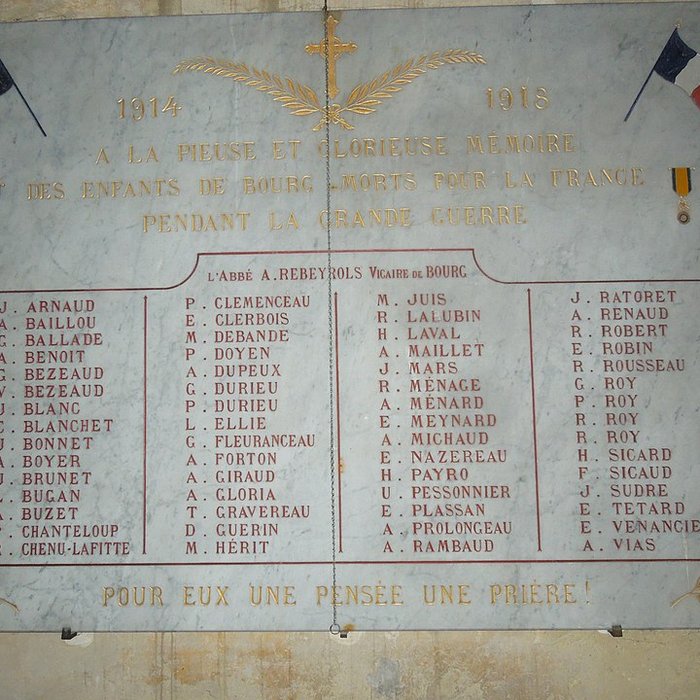 1914 1918
A LA PIEUSE ET GLORIEUSE MÉMOIRE
DES ENFANTS DE BOURG MORTS POUR LA FRANCE
PENDANT LA GRANDE GUERRE
L'ABBÉ A. REBEYROLS VICAIRE DE BOURG
J. ARNAUD
A. BAILLOU
G. BALLADE
A. BENOIT
G. BEZEAUD
V. BEZEAUD
J. BLANC
C. BLANCHET
J. BONNET
A. BOYER
J. BRUNET
BUGAN
A. BUZET
CHANTELOUP
CHENU-LAFITTE
P. CLEMENCEAU
E. CLERBOIS
M. DEBANDE
P. DOYEN
A. DUPEUX
G. DURIEU
P. DURIEU
L. ELLIE
G. FLEURANCEAU
A. FORTON
A. GIRAUD
A. GLORIA
T. GRAVEREAU
D. GUERIN
M. HÉRIT
M. JUIS
R. LALUBIN
H. LAVAL
A. MAILLET
J. MARS
R. MÉNAGE
A. MÉNARD
E. MEYNARD
A. MICHAUD
E. NAZEREAU
H. PAYRO
U. PESSONNIER
E. PLASSAN
A. PROLONGEAU
A. RAMBAUD
J. RATORET
A. RENAUD
R. ROBERT
E. ROBIN
R. ROUSSEAU
G. ROY
P. ROY
R. ROY
R. ROY
H. SICARD
F. SICAUD
J. SUDRE
E. TETARD
E. VENANCIE
A. VIAS
POUR EUX UNE PENSÉE UNE PRIÈRE!